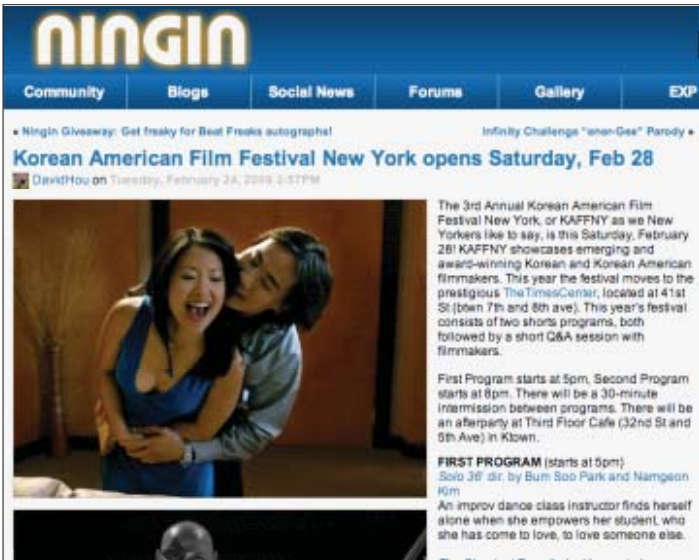 ningin
Community Blogs Social News Forums Gallery EXP
« Ningin Giveaway: Get freaky for Beat Freaks autographs! Infinity Challenge "ener-Gee" Parody »
Korean American Film Festival New York opens Saturday, Feb 28
DavidHou on Tuesday, February 24, 2009 2:57PM
The 3rd Annual Korean American Film
Festival New York, or KAFFNY as we New
Yorkers like to say, is this Saturday, February
28! KAFFNY showcases emerging and
award-winning Korean and Korean American
filmmakers. This year the festival moves to the
prestigious TheTimesCenter, located at 41st
St (btwn 7th and 8th ave). This year's festival
consists of two shorts programs, both
followed by a short Q&A session with
filmmakers.
First Program starts at 5pm, Second Program
starts at 8pm. There will be a 30-minute
intermission between programs. There will be
an afterparty at Third Floor Cafe (32nd St and
5th Ave) in Ktown.
FIRST PROGRAM (starts at 5pm)
Solo 36' dir. by Bum Soo Park and Namgeon
Kim
An improv dance class instructor finds herself
alone when she empowers her student, who
she has come to love, to love someone else.